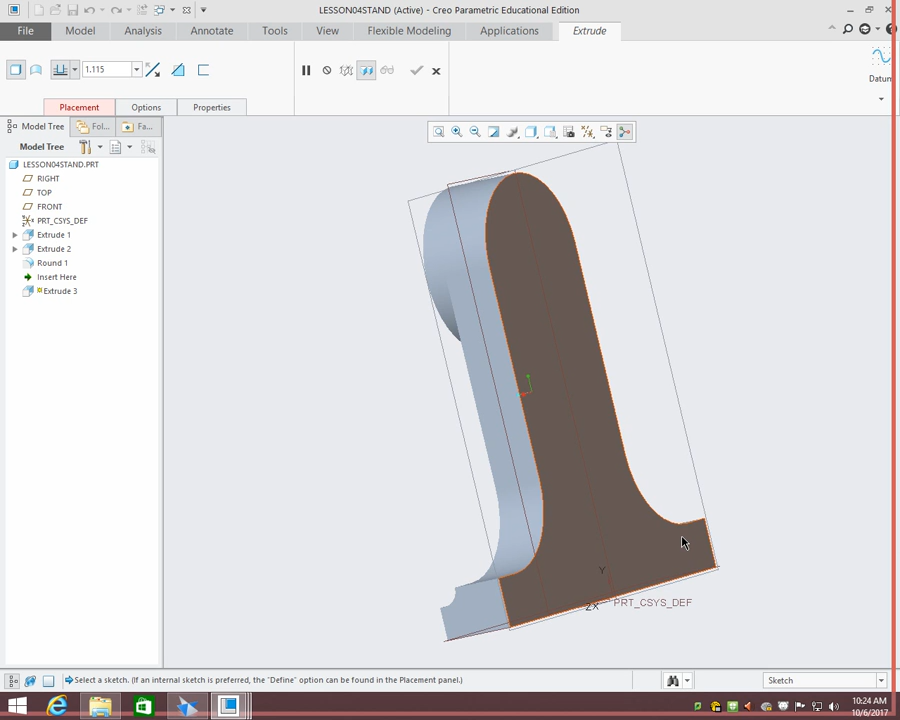 LESSON04STAND (Active) - Creo Parametric Educational Edition
File Model Analysis Annotate Tools View Flexible Modeling Applications Extrude
1.115
Datum
Placement Options Properties
Model Tree Fol... Fa...
Model Tree
LESSON04STAND.PRT
RIGHT
TOP
FRONT
PRT_CSYS_DEF
Extrude 1
Extrude 2
Round 1
Insert Here
Extrude 3
Y
ZX PRT_CSYS_DEF
Select a sketch. (If an internal sketch is preferred, the "Define" option can be found in the Placement panel.) Sketch
10:24 AM
10/6/2017